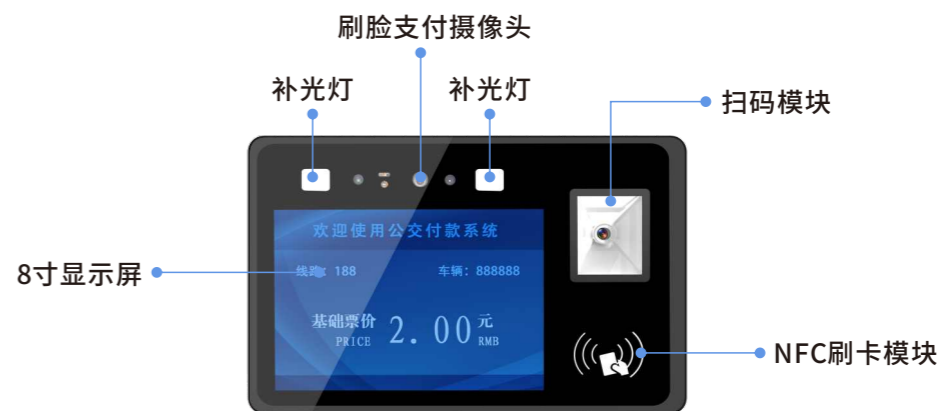 刷脸支付摄像头
补光灯
补光灯
扫码模块
欢迎使用公交付款系统
线路：188
车辆：888888
8寸显示屏
基础票价 2.00 元
PRICE RMB
NFC刷卡模块